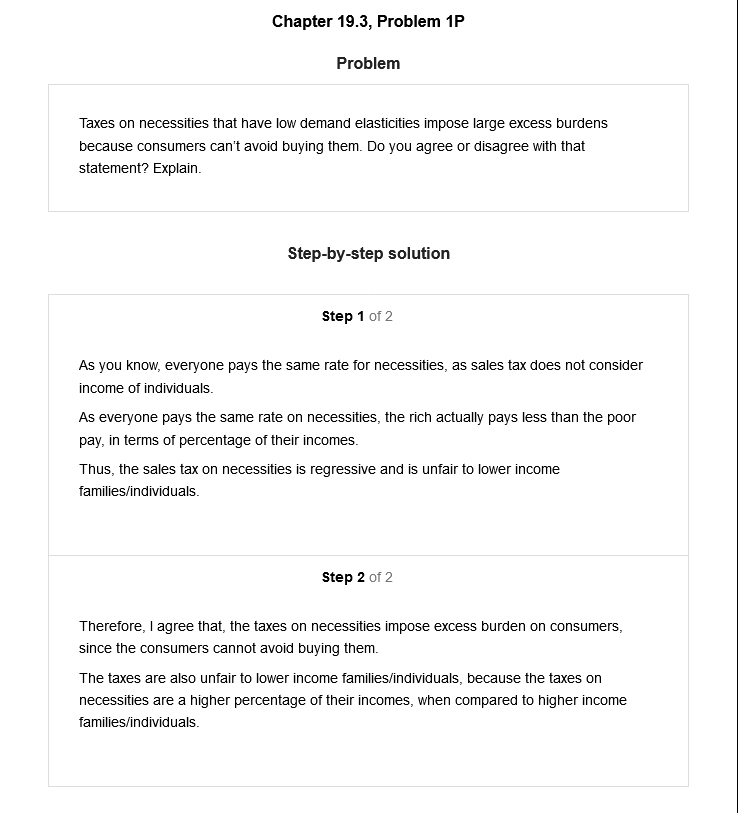 Chapter 19.3, Problem 1P
Problem
Taxes on necessities that have low demand elasticities impose large excess burdens
because consumers can't avoid buying them. Do you agree or disagree with that
statement? Explain.
Step-by-step solution
Step 1 of 2
As you know, everyone pays the same rate for necessities, as sales tax does not consider
income of individuals.
As everyone pays the same rate on necessities, the rich actually pays less than the poor
pay, in terms of percentage of their incomes.
Thus, the sales tax on necessities is regressive and is unfair to lower income
families/individuals.
Step 2 of 2
Therefore, I agree that, the taxes on necessities impose excess burden on consumers,
since the consumers cannot avoid buying them.
The taxes are also unfair to lower income families/individuals, because the taxes on
necessities are a higher percentage of their incomes, when compared to higher income
families/individuals.